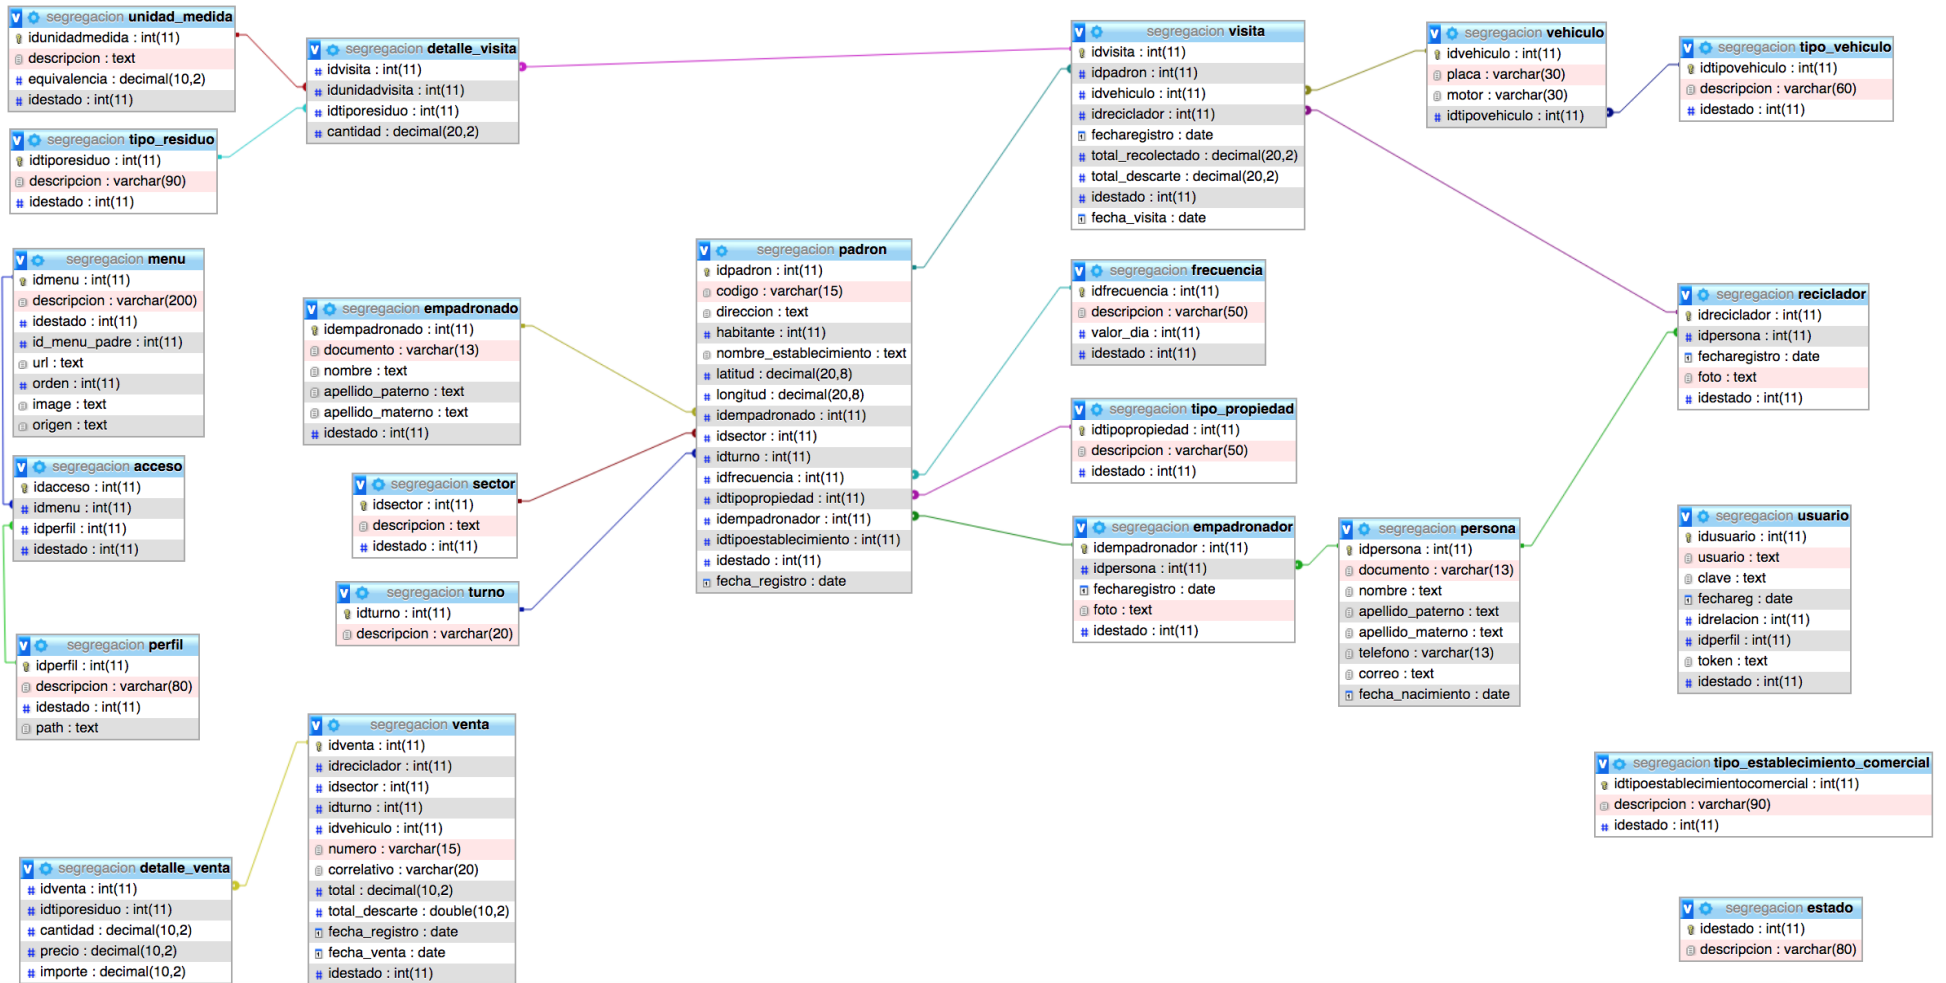 segregacion unidad_medida
idunidadmedida : int(11)
descripcion : text
equivalencia : decimal(10,2)
idestado : int(11)
segregacion detalle_visita
idvisita : int(11)
idunidadvisita : int(11)
idtiporesiduo : int(11)
cantidad : decimal(20,2)
segregacion visita
idvisita : int(11)
idpadron : int(11)
idvehiculo : int(11)
idreciclador : int(11)
fecharegistro : date
total_recolectado : decimal(20,2)
total_descarte : decimal(20,2)
idestado : int(11)
fecha_visita : date
segregacion vehiculo
idvehiculo : int(11)
placa : varchar(30)
motor : varchar(30)
idtipovehiculo : int(11)
segregacion tipo_vehiculo
idtipovehiculo : int(11)
descripcion : varchar(60)
idestado : int(11)
segregacion tipo_residuo
idtiporesiduo : int(11)
descripcion : varchar(90)
idestado : int(11)
segregacion menu
idmenu : int(11)
descripcion : varchar(200)
idestado : int(11)
id_menu_padre : int(11)
url : text
orden : int(11)
image : text
origen : text
segregacion empadronado
idempadronado : int(11)
documento : varchar(13)
nombre : text
apellido_paterno : text
apellido_materno : text
idestado : int(11)
segregacion padron
idpadron : int(11)
codigo : varchar(15)
direccion : text
habitante : int(11)
nombre_establecimiento : text
latitud : decimal(20,8)
longitud : decimal(20,8)
idempadronado : int(11)
idsector : int(11)
idturno : int(11)
idfrecuencia : int(11)
idtipopropiedad : int(11)
idempadronador : int(11)
idtipoestablecimiento : int(11)
idestado : int(11)
fecha_registro : date
segregacion frecuencia
idfrecuencia : int(11)
descripcion : varchar(50)
valor_dia : int(11)
idestado : int(11)
segregacion reciclador
idreciclador : int(11)
idpersona : int(11)
fecharegistro : date
foto : text
idestado : int(11)
segregacion tipo_propiedad
idtipopropiedad : int(11)
descripcion : varchar(50)
idestado : int(11)
segregacion acceso
idacceso : int(11)
idmenu : int(11)
idperfil : int(11)
idestado : int(11)
segregacion sector
idsector : int(11)
descripcion : text
idestado : int(11)
segregacion empadronador
idempadronador : int(11)
idpersona : int(11)
fecharegistro : date
foto : text
idestado : int(11)
segregacion persona
idpersona : int(11)
documento : varchar(13)
nombre : text
apellido_paterno : text
apellido_materno : text
telefono : varchar(13)
correo : text
fecha_nacimiento : date
segregacion usuario
idusuario : int(11)
usuario : text
clave : text
fechareg : date
idrelacion : int(11)
idperfil : int(11)
token : text
idestado : int(11)
segregacion turno
idturno : int(11)
descripcion : varchar(20)
segregacion perfil
idperfil : int(11)
descripcion : varchar(80)
idestado : int(11)
path : text
segregacion venta
idventa : int(11)
idreciclador : int(11)
idsector : int(11)
idturno : int(11)
idvehiculo : int(11)
numero : varchar(15)
correlativo : varchar(20)
total : decimal(10,2)
total_descarte : double(10,2)
fecha_registro : date
fecha_venta : date
idestado : int(11)
segregacion tipo_establecimiento_comercial
idtipoestablecimientocomercial : int(11)
descripcion : varchar(90)
idestado : int(11)
segregacion detalle_venta
idventa : int(11)
idtiporesiduo : int(11)
cantidad : decimal(10,2)
precio : decimal(10,2)
importe : decimal(10,2)
segregacion estado
idestado : int(11)
descripcion : varchar(80)